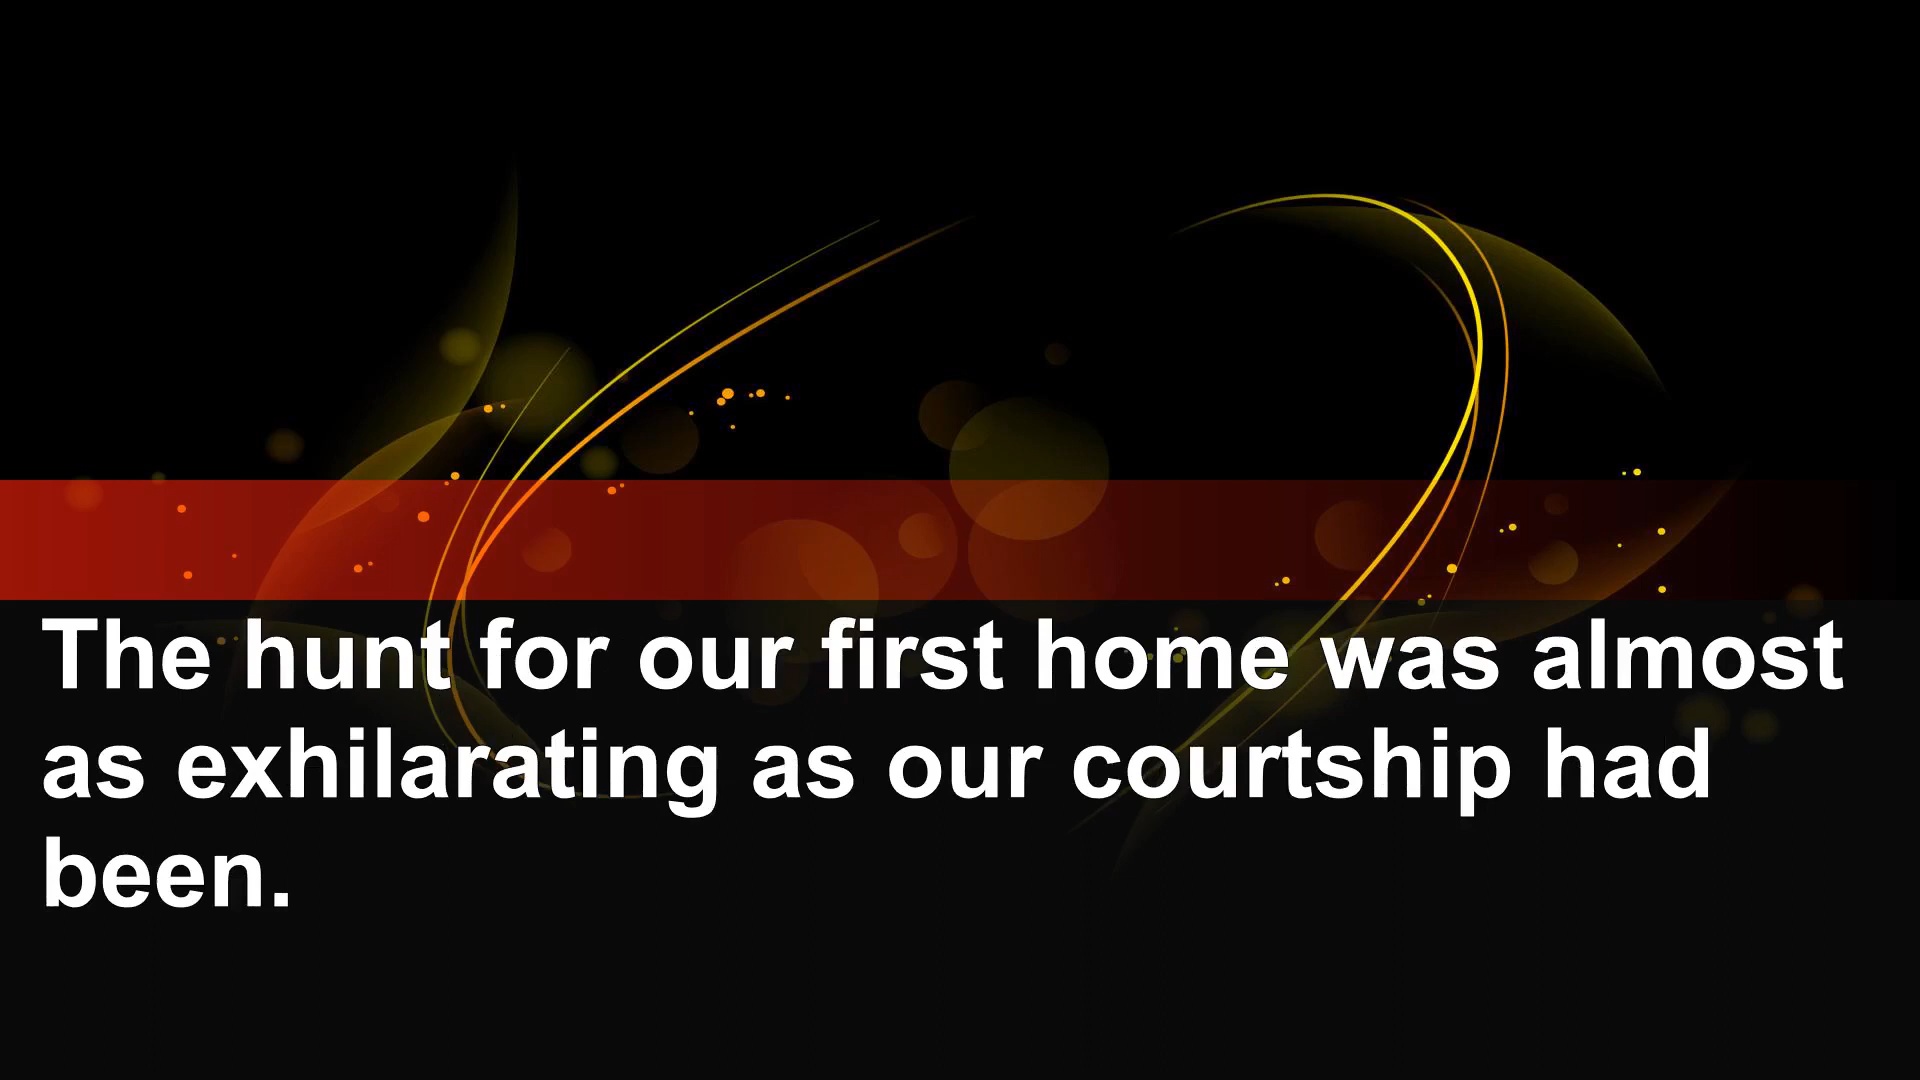 The hunt for our first home was almost
as exhilarating as our courtship had
been.